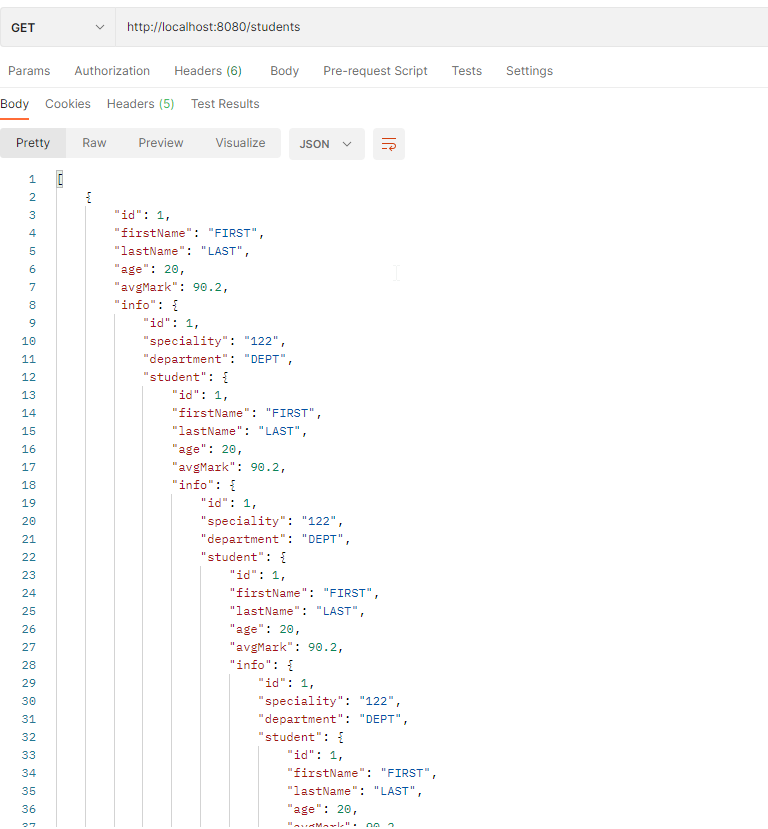 GET http://localhost:8080/students
Params Authorization Headers (6) Body Pre-request Script Tests Settings
Body Cookies Headers (5) Test Results
Pretty Raw Preview Visualize JSON
1 [
2 {
3 "id": 1,
4 "firstName": "FIRST",
5 "lastName": "LAST",
6 "age": 20,
7 "avgMark": 90.2,
8 "info": {
9 "id": 1,
10 "speciality": "122",
11 "department": "DEPT",
12 "student": {
13 "id": 1,
14 "firstName": "FIRST",
15 "lastName": "LAST",
16 "age": 20,
17 "avgMark": 90.2,
18 "info": {
19 "id": 1,
20 "speciality": "122",
21 "department": "DEPT",
22 "student": {
23 "id": 1,
24 "firstName": "FIRST",
25 "lastName": "LAST",
26 "age": 20,
27 "avgMark": 90.2,
28 "info": {
29 "id": 1,
30 "speciality": "122",
31 "department": "DEPT",
32 "student": {
33 "id": 1,
34 "firstName": "FIRST",
35 "lastName": "LAST",
36 "age": 20,
37 "avgMark": 90.2